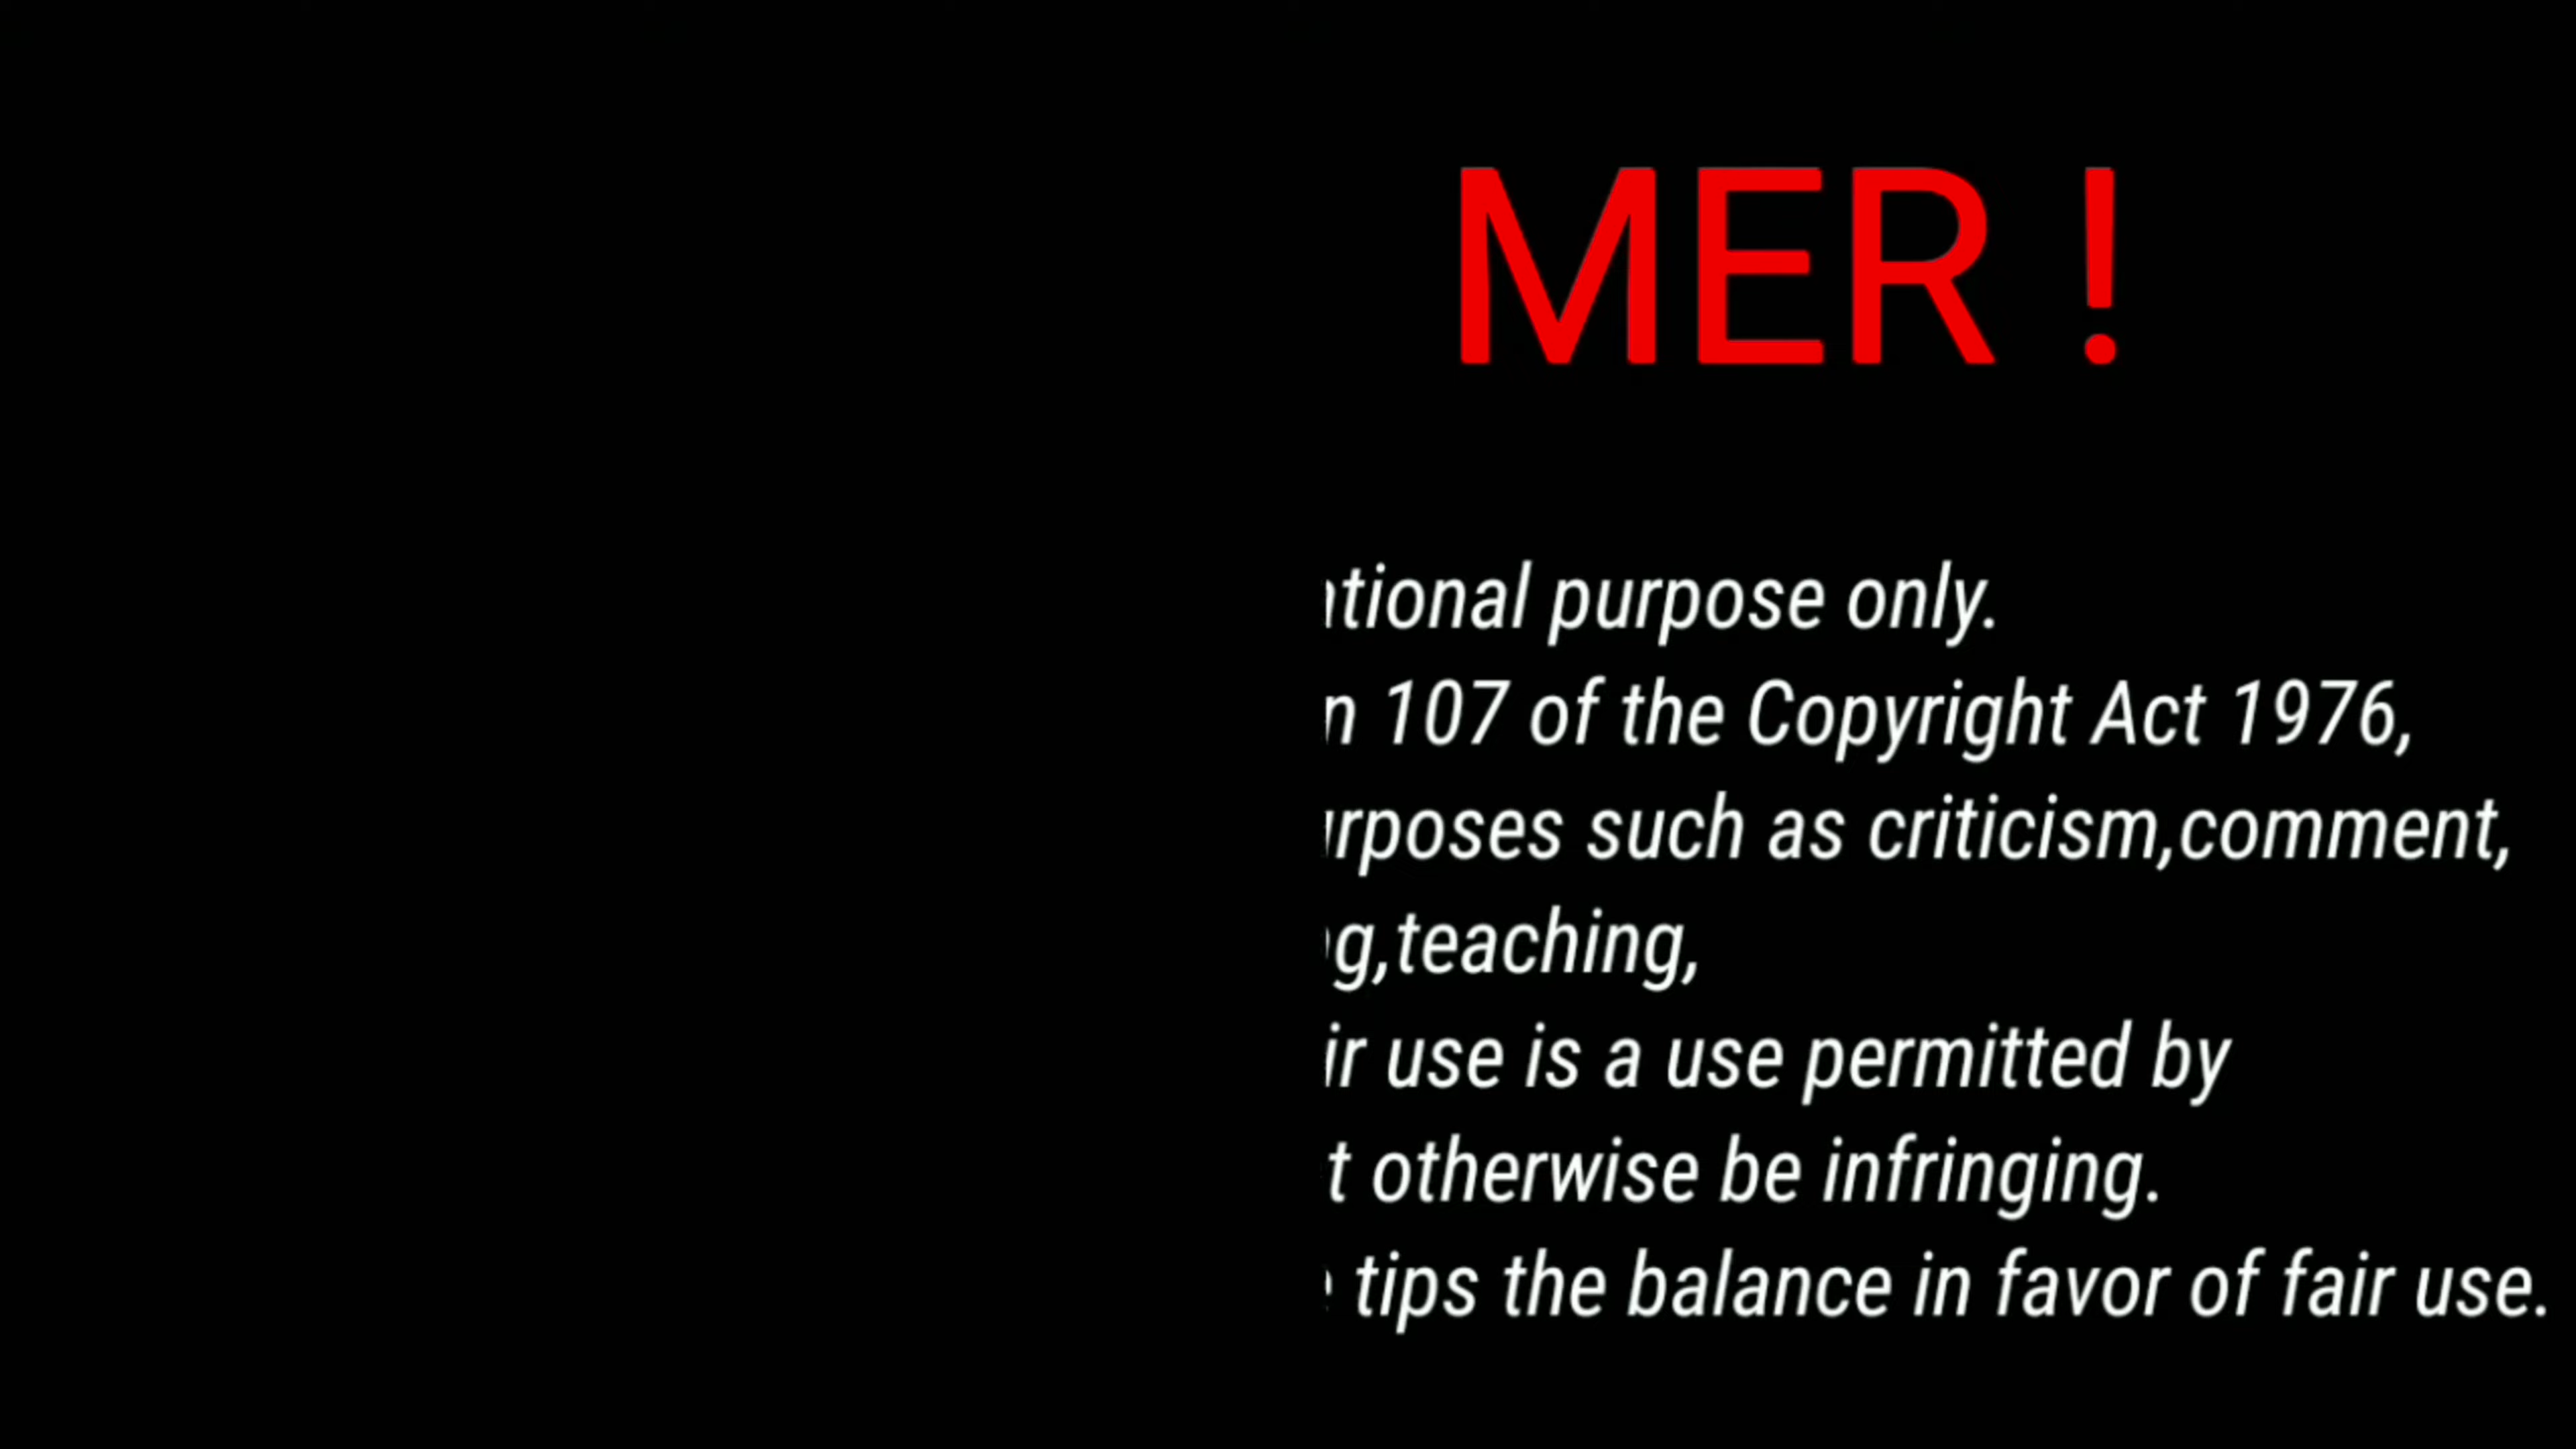 MER !
tional purpose only.
n 107 of the Copyright Act 1976,
rposes such as criticism,comment,
g,teaching,
ir use is a use permitted by
t otherwise be infringing.
tips the balance in favor of fair use.